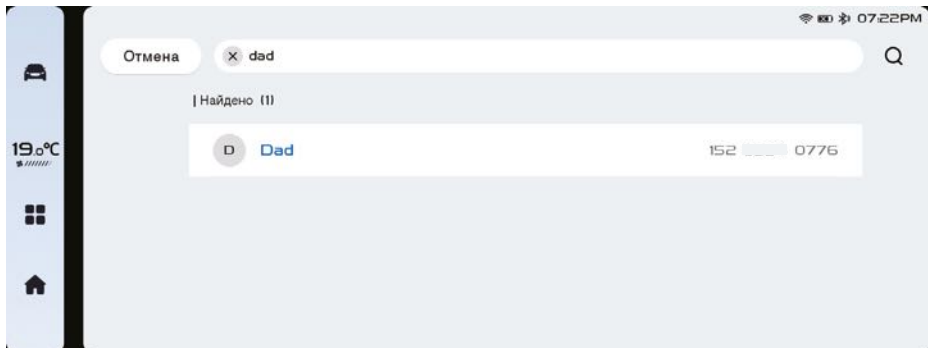 07:22PM
Отмена
dad
| Найдено (1)
19.0°C
D Dad 152 0776